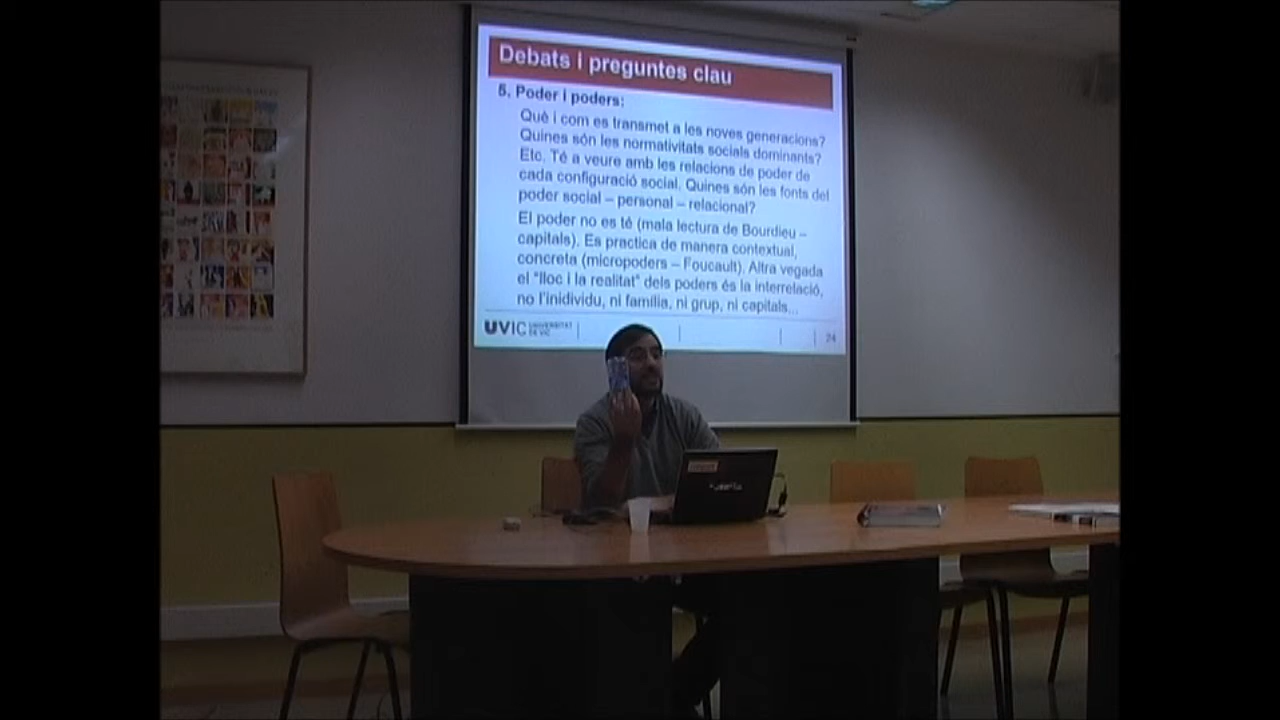 Debats i preguntes clau
5. Poder i poders:
Què i com es transmet a les noves generacions?
Quines són les normativitats socials dominants?
Etc. Té a veure amb les relacions de poder de
cada configuració social. Quines són les fonts del
poder social – personal – relacional?
El poder no es té (mala lectura de Bourdieu –
capitals). Es practica de manera contextual,
concreta (micropoders – Foucault). Altra vegada
el "lloc i la realitat" dels poders és la interrelació,
no l'inidividu, ni família, ni grup, ni capitals...
UVIC UNIVERSITAT
DE VIC
24